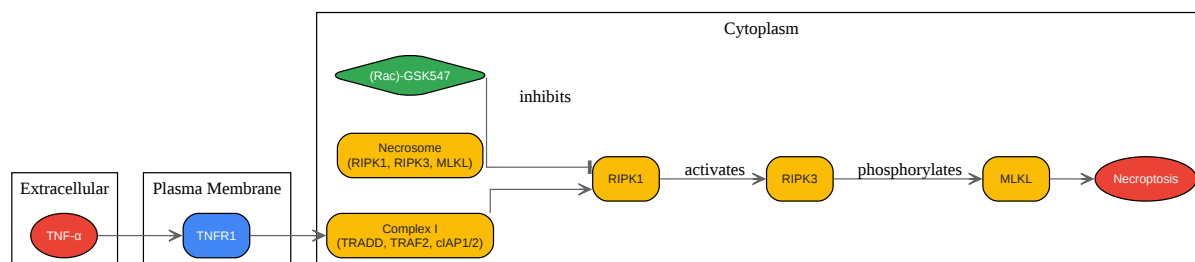 Cytoplasm
(Rac)-GSK547
inhibits
Necrosome
(RIPK1, RIPK3, MLKL)
RIPK1
activates
RIPK3
phosphorylates
MLKL
Necroptosis
Extracellular
Plasma Membrane
TNF-α
TNFR1
Complex I
(TRADD, TRAF2, cIAP1/2)